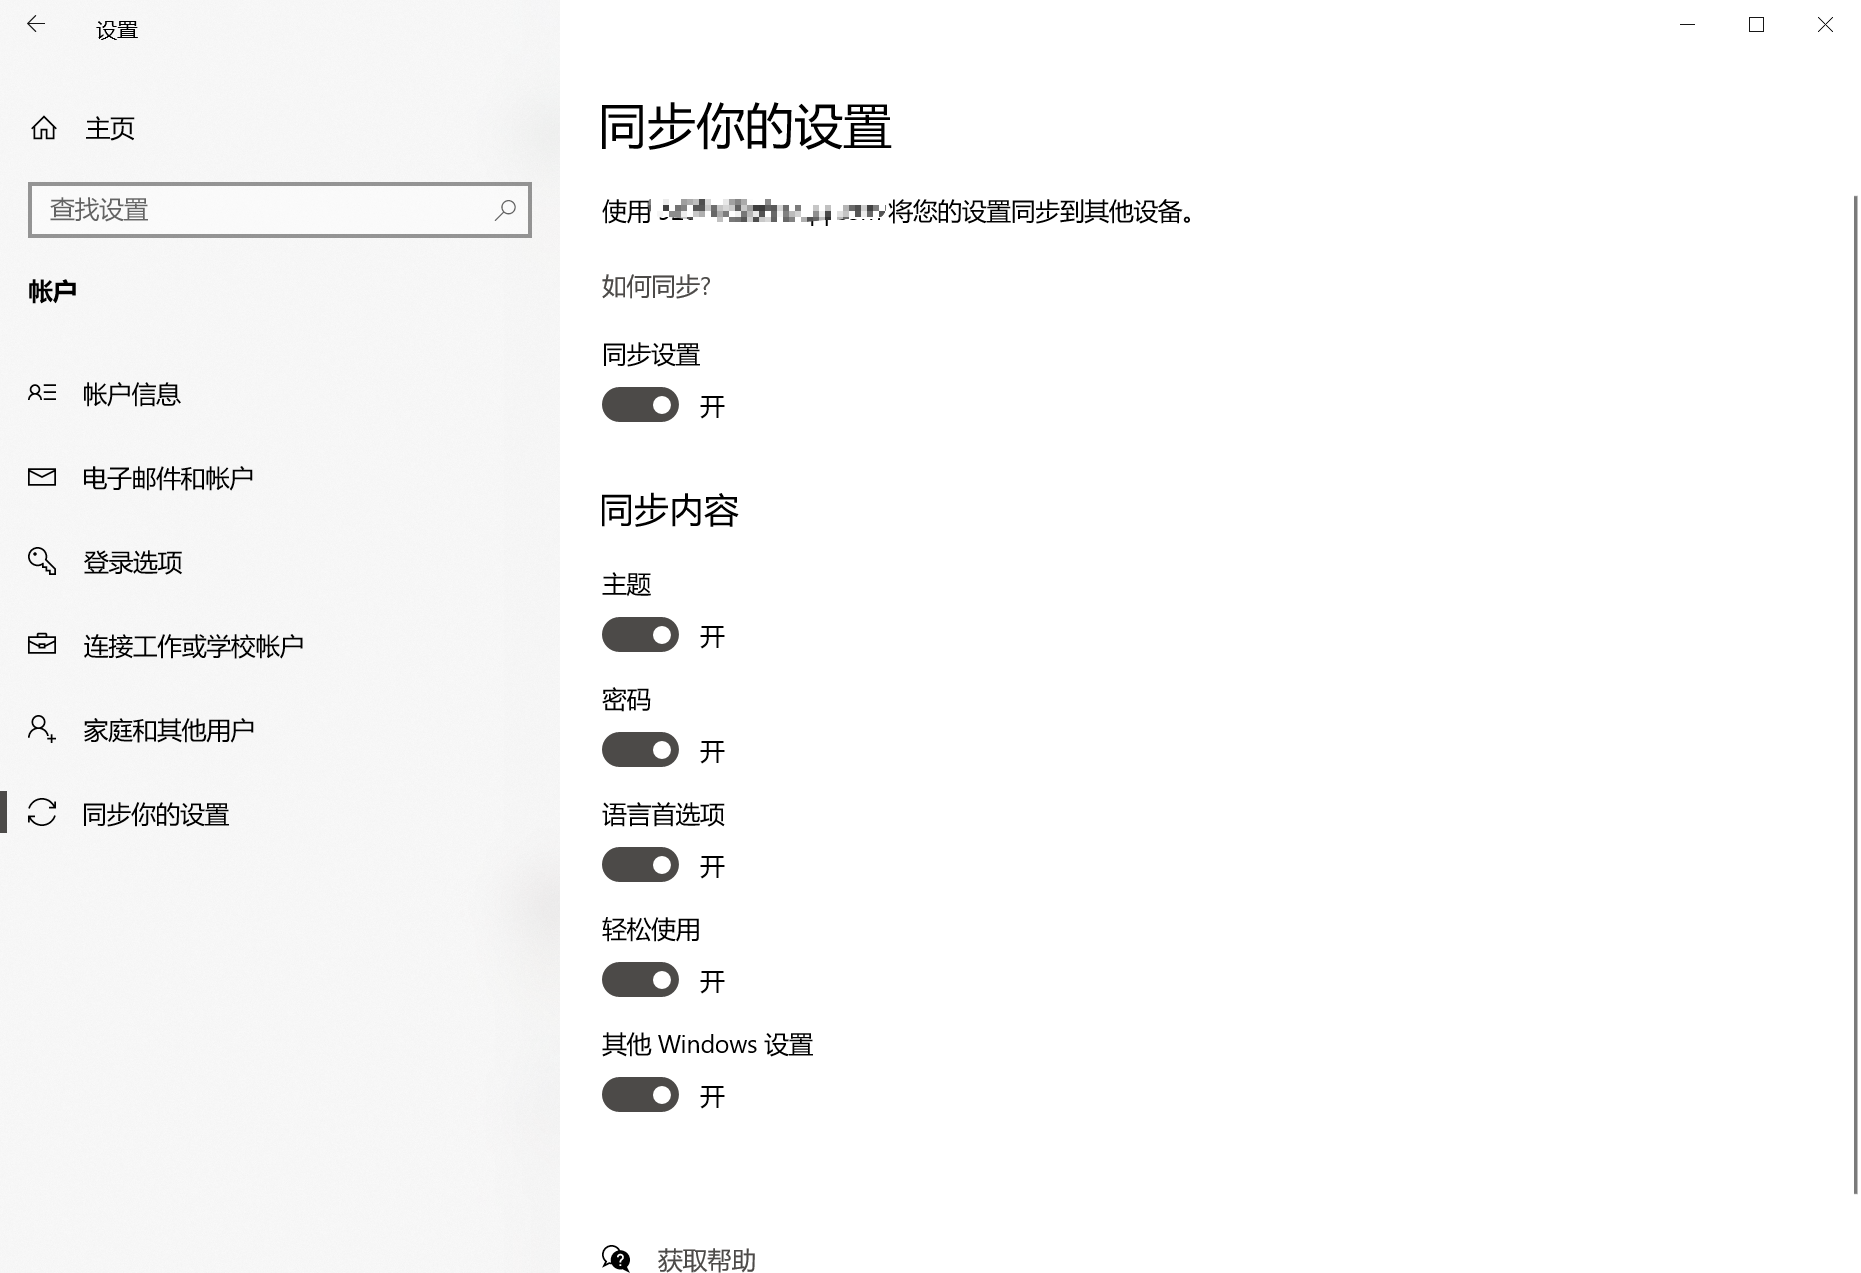 设置
主页
查找设置
帐户
帐户信息
电子邮件和帐户
登录选项
连接工作或学校帐户
家庭和其他用户
同步你的设置
同步你的设置
使用 将您的设置同步到其他设备。
如何同步?
同步设置
开
同步内容
主题
开
密码
开
语言首选项
开
轻松使用
开
其他 Windows 设置
开
获取帮助